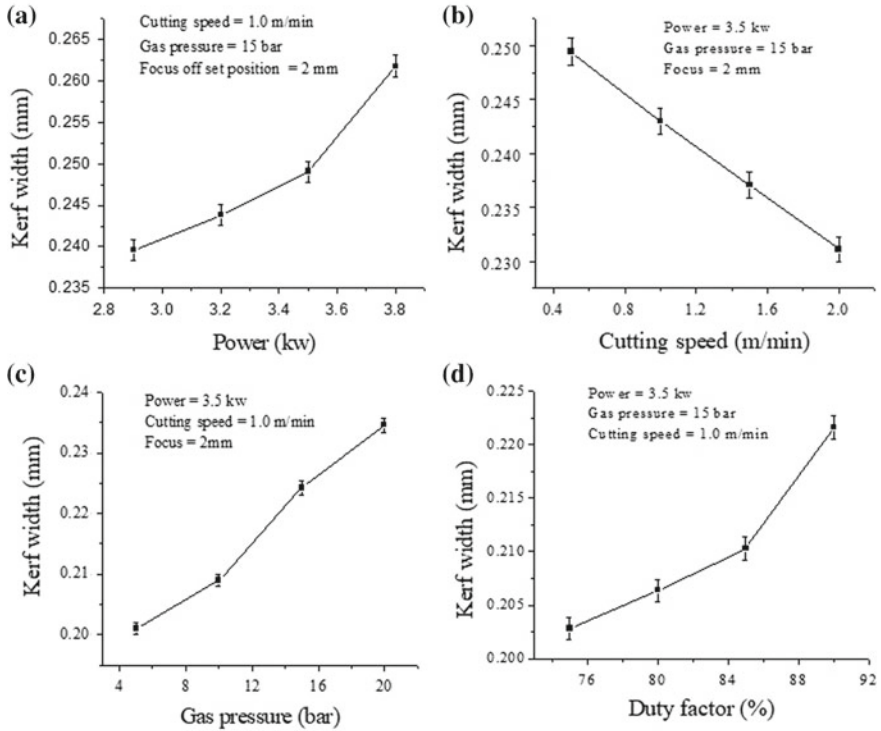 (a)
Cutting speed = 1.0 m/min
Gas pressure = 15 bar
Focus off set position = 2 mm
0.265
0.260
0.255
0.250
0.245
0.240
0.235
Kerf width (mm)
2.8 3.0 3.2 3.4 3.6 3.8 4.0
Power (kw)
(b)
Power = 3.5 kw
Gas pressure = 15 bar
Focus = 2 mm
0.250
0.245
0.240
0.235
0.230
Kerf width (mm)
0.4 0.8 1.2 1.6 2.0
Cutting speed (m/min)
(c)
Power = 3.5 kw
Cutting speed = 1.0 m/min
Focus = 2mm
0.24
0.23
0.22
0.21
0.20
Kerf width (mm)
4 8 12 16 20
Gas pressure (bar)
(d)
Power = 3.5 kw
Gas pressure = 15 bar
Cutting speed = 1.0 m/min
0.225
0.220
0.215
0.210
0.205
0.200
Kerf width (mm)
76 80 84 88 92
Duty factor (%)